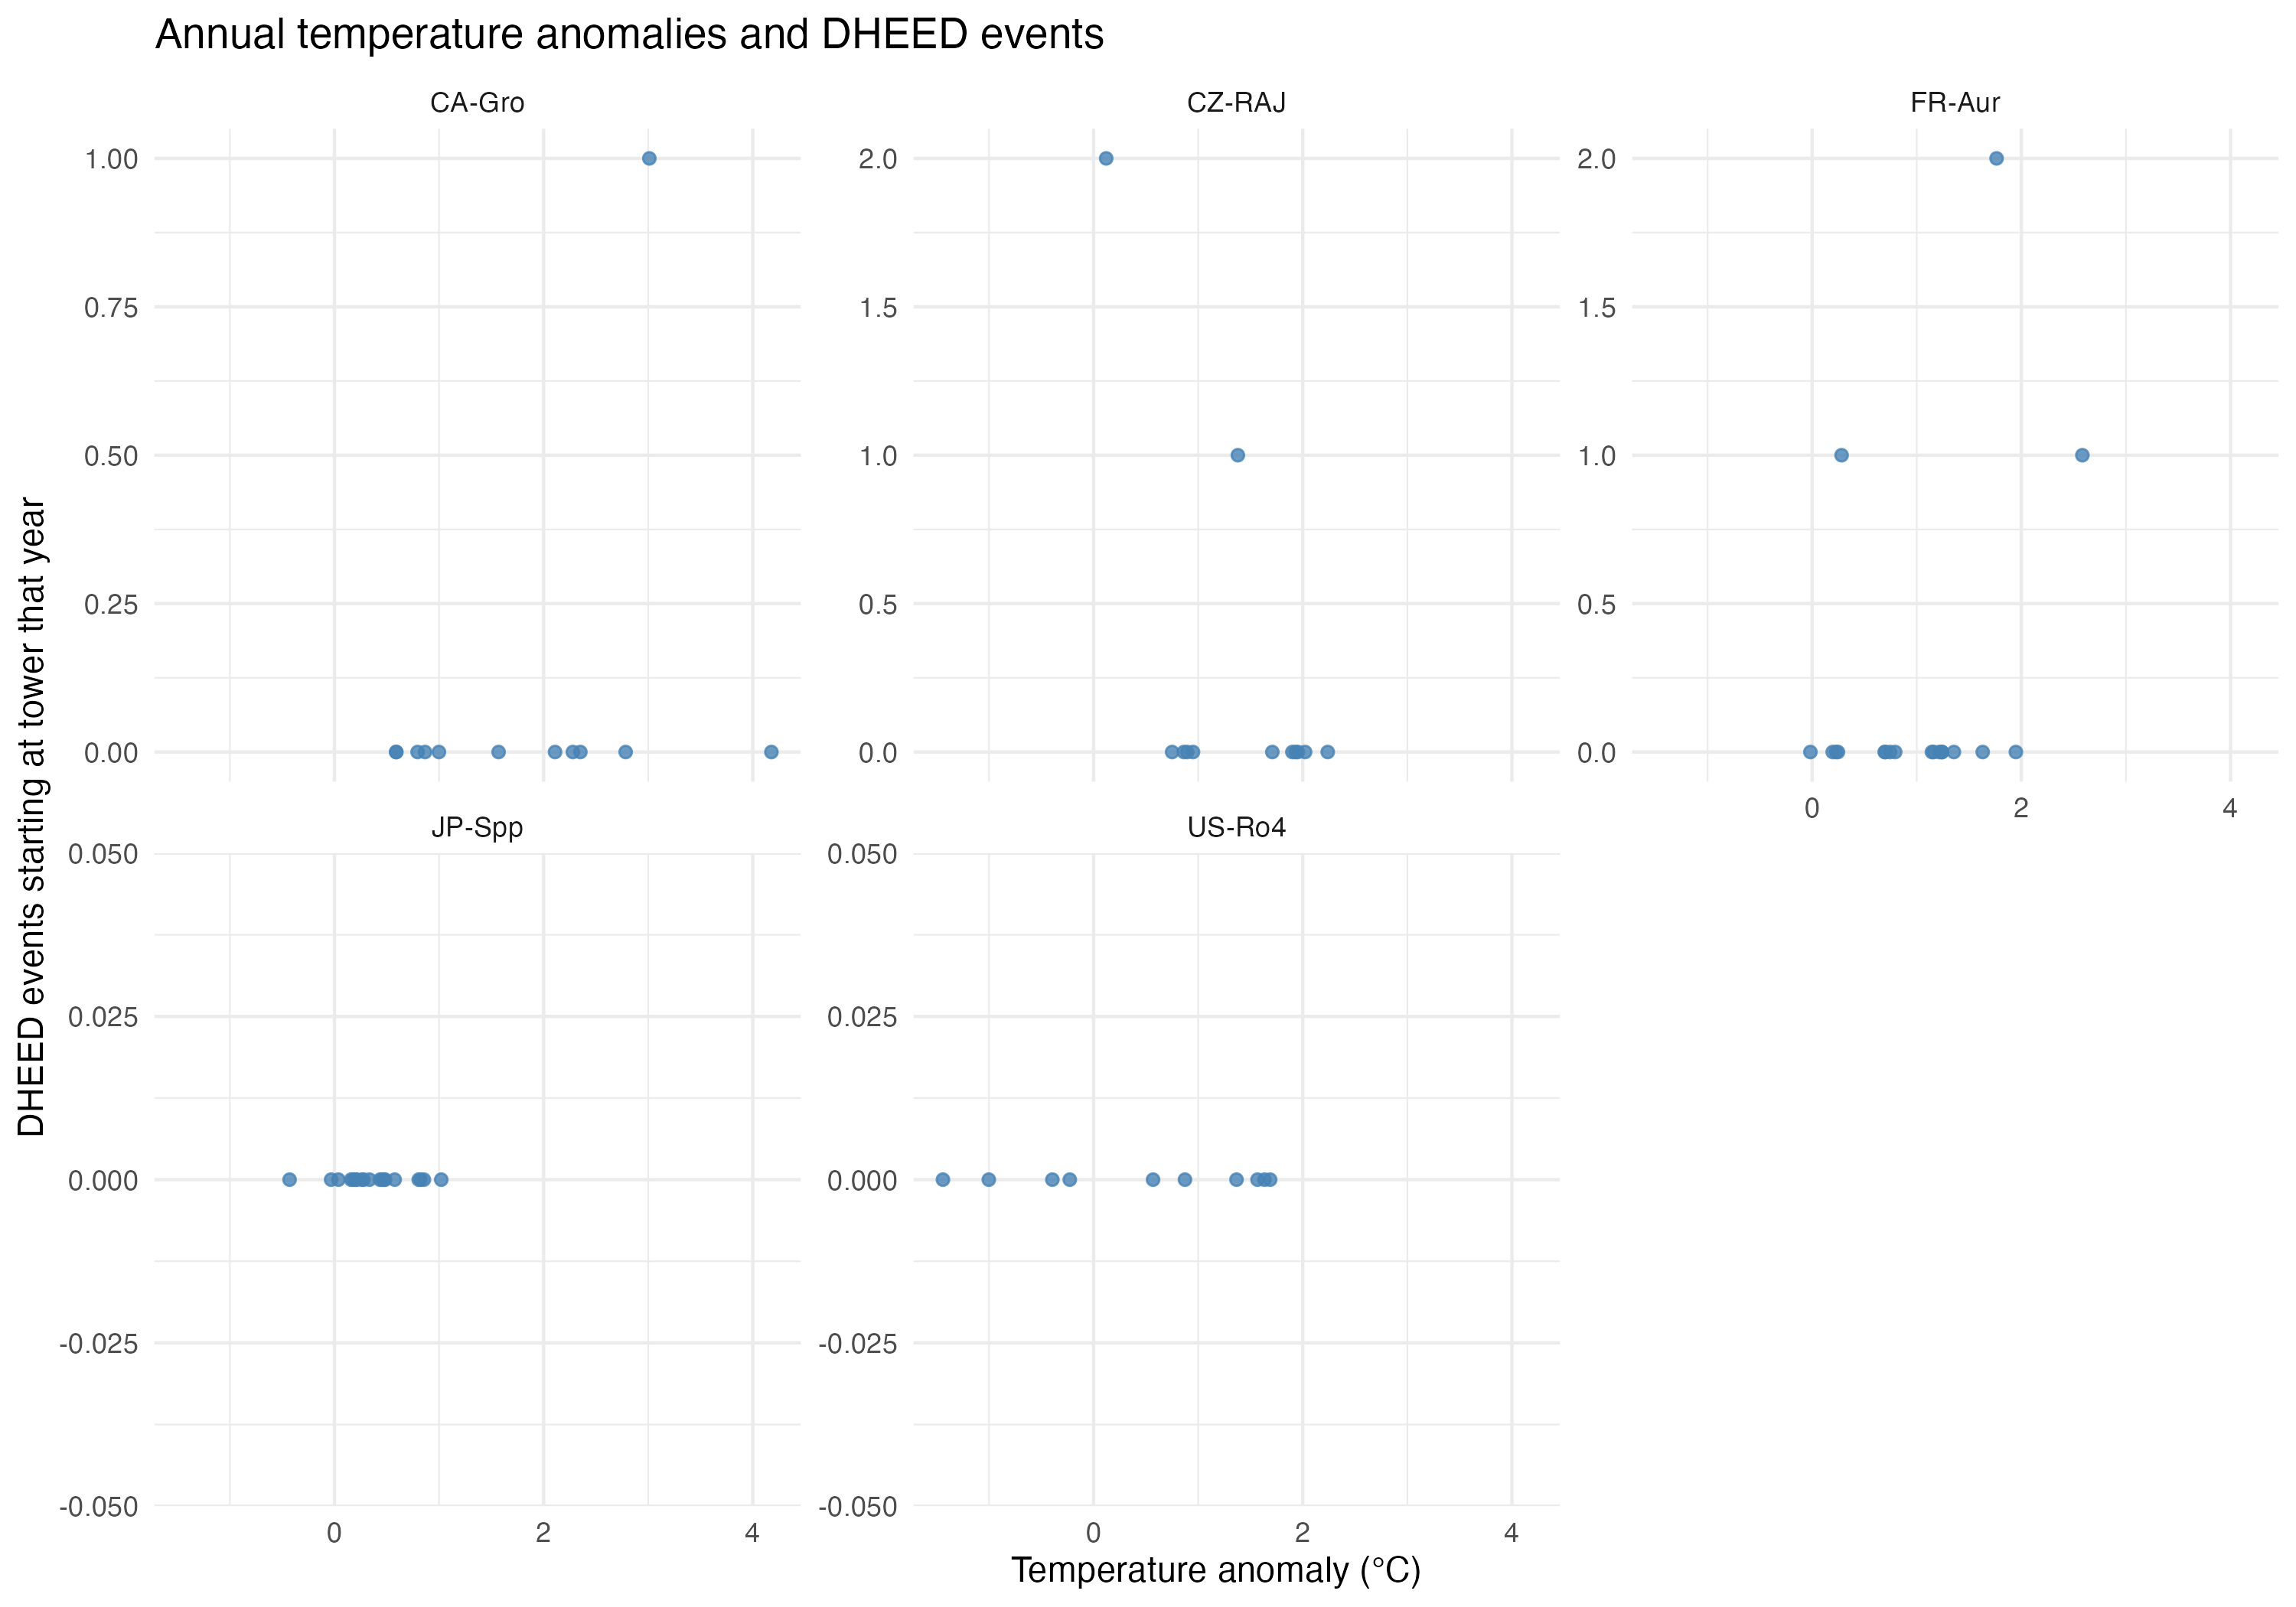 Annual temperature anomalies and DHEED events
CA-Gro
CZ-RAJ
FR-Aur
1.00
0.75
0.50
0.25
0.00
2.0
1.5
1.0
0.5
0.0
2.0
1.5
1.0
0.5
0.0
0 2 4
DHEED events starting at tower that year
JP-Spp
US-Ro4
0.050
0.025
0.000
-0.025
-0.050
0.050
0.025
0.000
-0.025
-0.050
0 2 4
0 2 4
Temperature anomaly (°C)